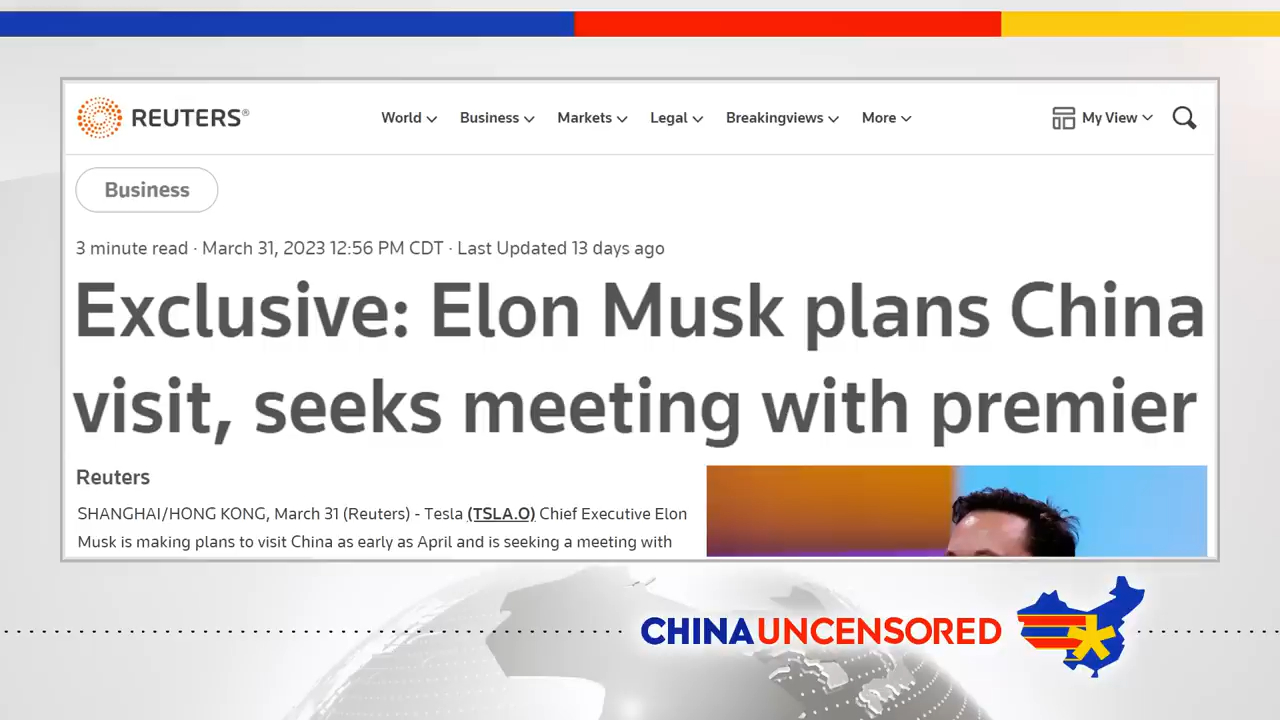 REUTERS®
World Business Markets Legal Breakingviews More
My View
Business
3 minute read · March 31, 2023 12:56 PM CDT · Last Updated 13 days ago
Exclusive: Elon Musk plans China
visit, seeks meeting with premier
Reuters
SHANGHAI/HONG KONG, March 31 (Reuters) - Tesla (TSLA.O) Chief Executive Elon
Musk is making plans to visit China as early as April and is seeking a meeting with
CHINA UNCENSORED